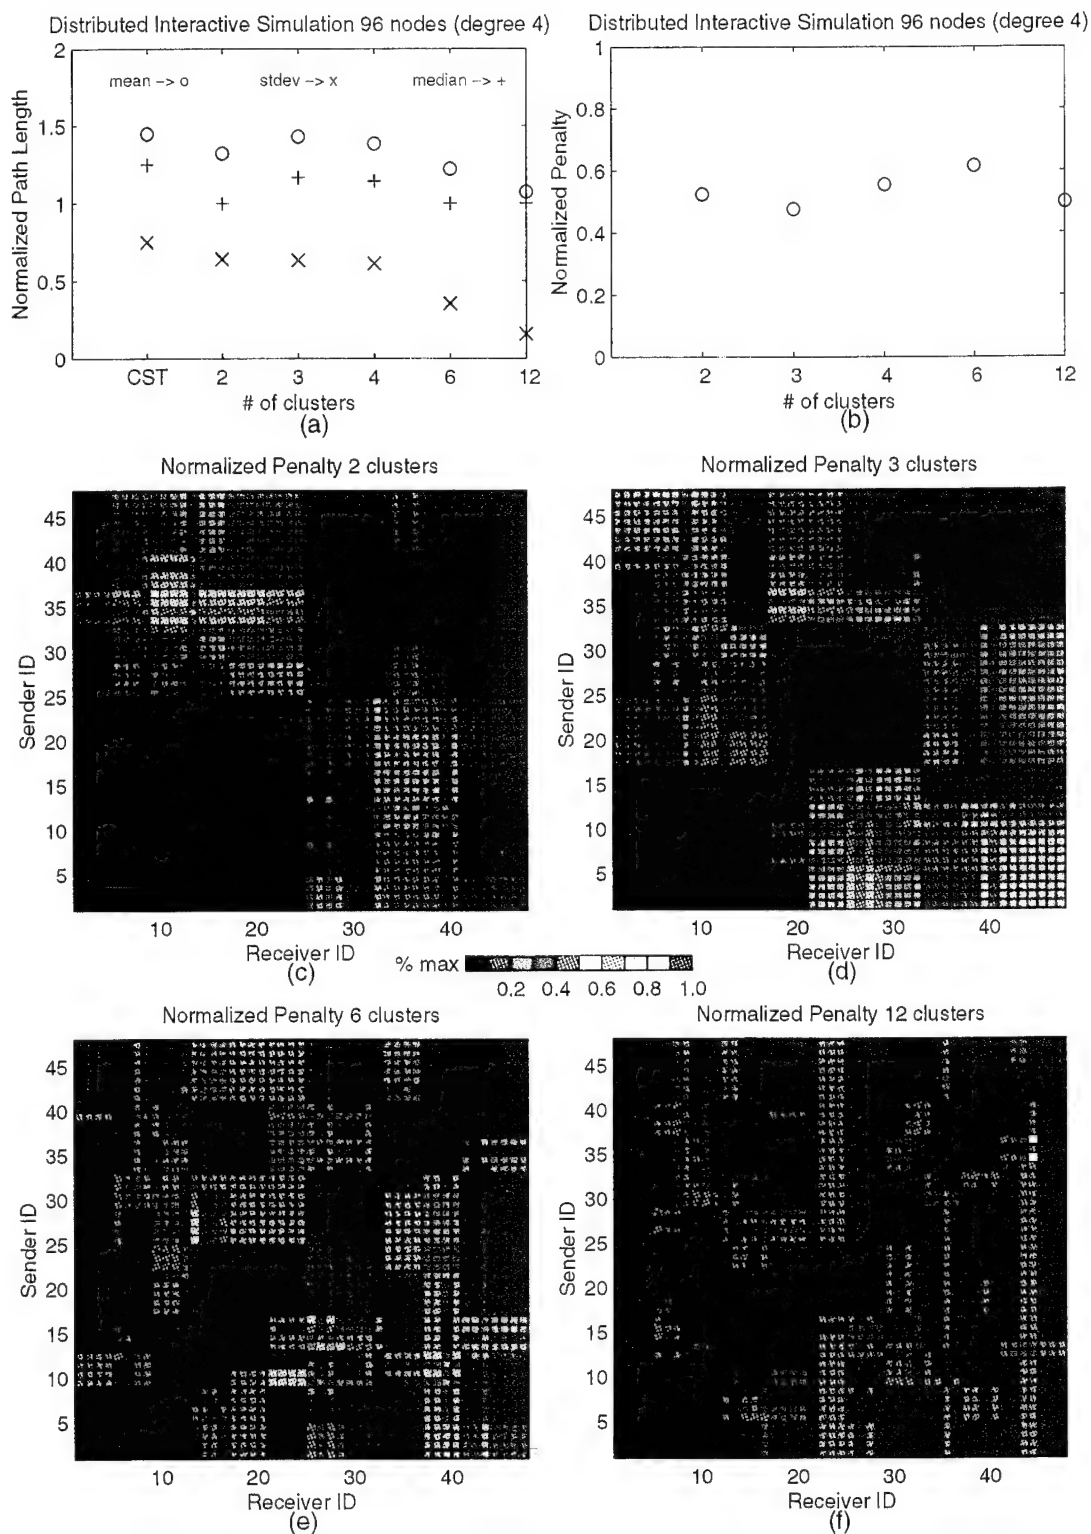 Distributed Interactive Simulation 96 nodes (degree 4)
Normalized Path Length
2
1.5
1
0.5
0
mean -> o
stdev -> x
median -> +
CST 2 3 4 6 12
# of clusters
(a)
Distributed Interactive Simulation 96 nodes (degree 4)
Normalized Penalty
1
0.8
0.6
0.4
0.2
0
2 3 4 6 12
# of clusters
(b)
Normalized Penalty 2 clusters
Sender ID
45
40
35
30
25
20
15
10
5
10 20 30 40
Receiver ID
(c)
Normalized Penalty 3 clusters
Sender ID
45
40
35
30
25
20
15
10
5
10 20 30 40
Receiver ID
(d)
% max
0.2 0.4 0.6 0.8 1.0
Normalized Penalty 6 clusters
Sender ID
45
40
35
30
25
20
15
10
5
10 20 30 40
Receiver ID
(e)
Normalized Penalty 12 clusters
Sender ID
45
40
35
30
25
20
15
10
5
10 20 30 40
Receiver ID
(f)